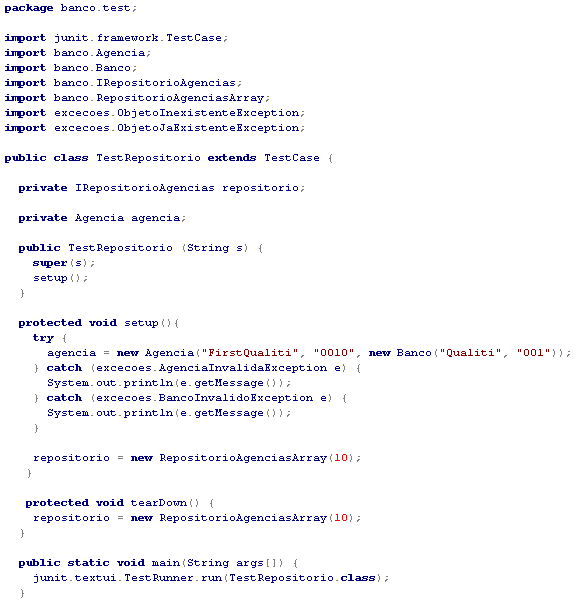 package banco.test;
import junit.framework.TestCase;
import banco.Agencia;
import banco.Banco;
import banco.IRepositorioAgencias;
import banco.RepositorioAgenciasArray;
import excecoes.ObjetoInexistenteException;
import excecoes.ObjetoJaExistenteException;
public class TestRepositorio extends TestCase {
private IRepositorioAgencias repositorio;
private Agencia agencia;
public TestRepositorio (String s) {
super(s);
setup();
}
protected void setup(){
try {
agencia = new Agencia("FirstQualiti", "0010", new Banco("Qualiti", "001"));
} catch (excecoes.AgenciaInvalidaException e) {
System.out.println(e.getMessage());
} catch (excecoes.BancoInvalidoException e) {
System.out.println(e.getMessage());
}
repositorio = new RepositorioAgenciasArray(10);
}
protected void tearDown() {
repositorio = new RepositorioAgenciasArray(10);
}
public static void main(String args[]) {
junit.textui.TestRunner.run(TestRepositorio.class);
}